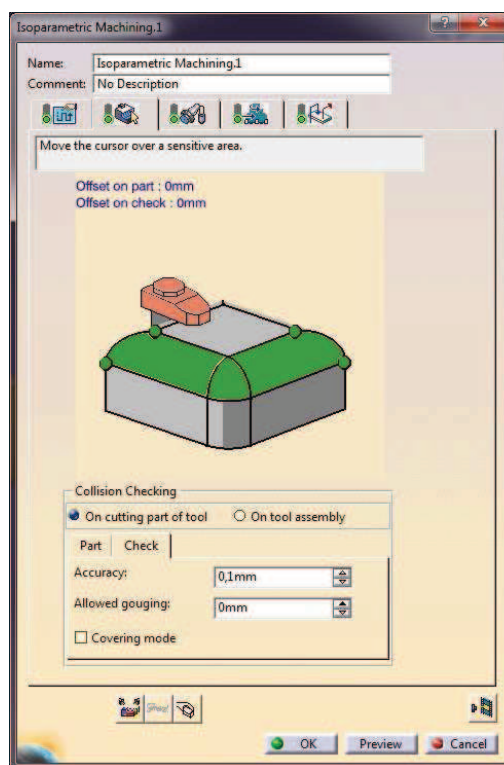 Isoparametric Machining.1
Name: Isoparametric Machining.1
Comment: No Description
Move the cursor over a sensitive area.
Offset on part : 0mm
Offset on check : 0mm
Collision Checking
On cutting part of tool On tool assembly
Part Check
Accuracy: 0,1mm
Allowed gouging: 0mm
Covering mode
OK Preview Cancel